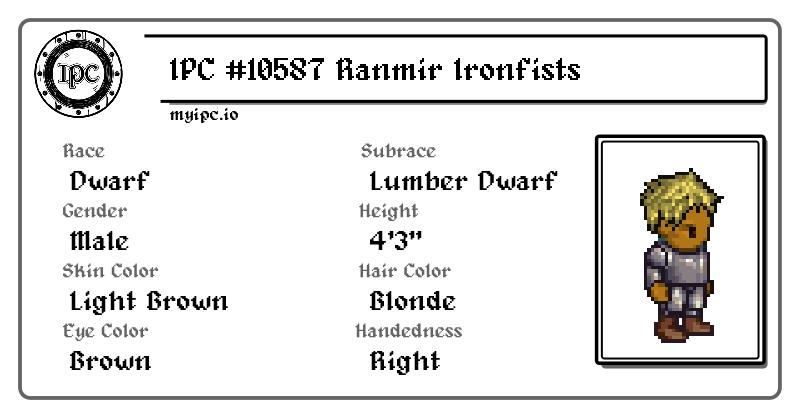 IPC
IPC #10587 Ranmir Ironfists
myipc.io
Race
Dwarf
Subrace
Lumber Dwarf
Gender
Male
Height
4'3"
Skin Color
Light Brown
Hair Color
Blonde
Eye Color
Brown
Handedness
Right